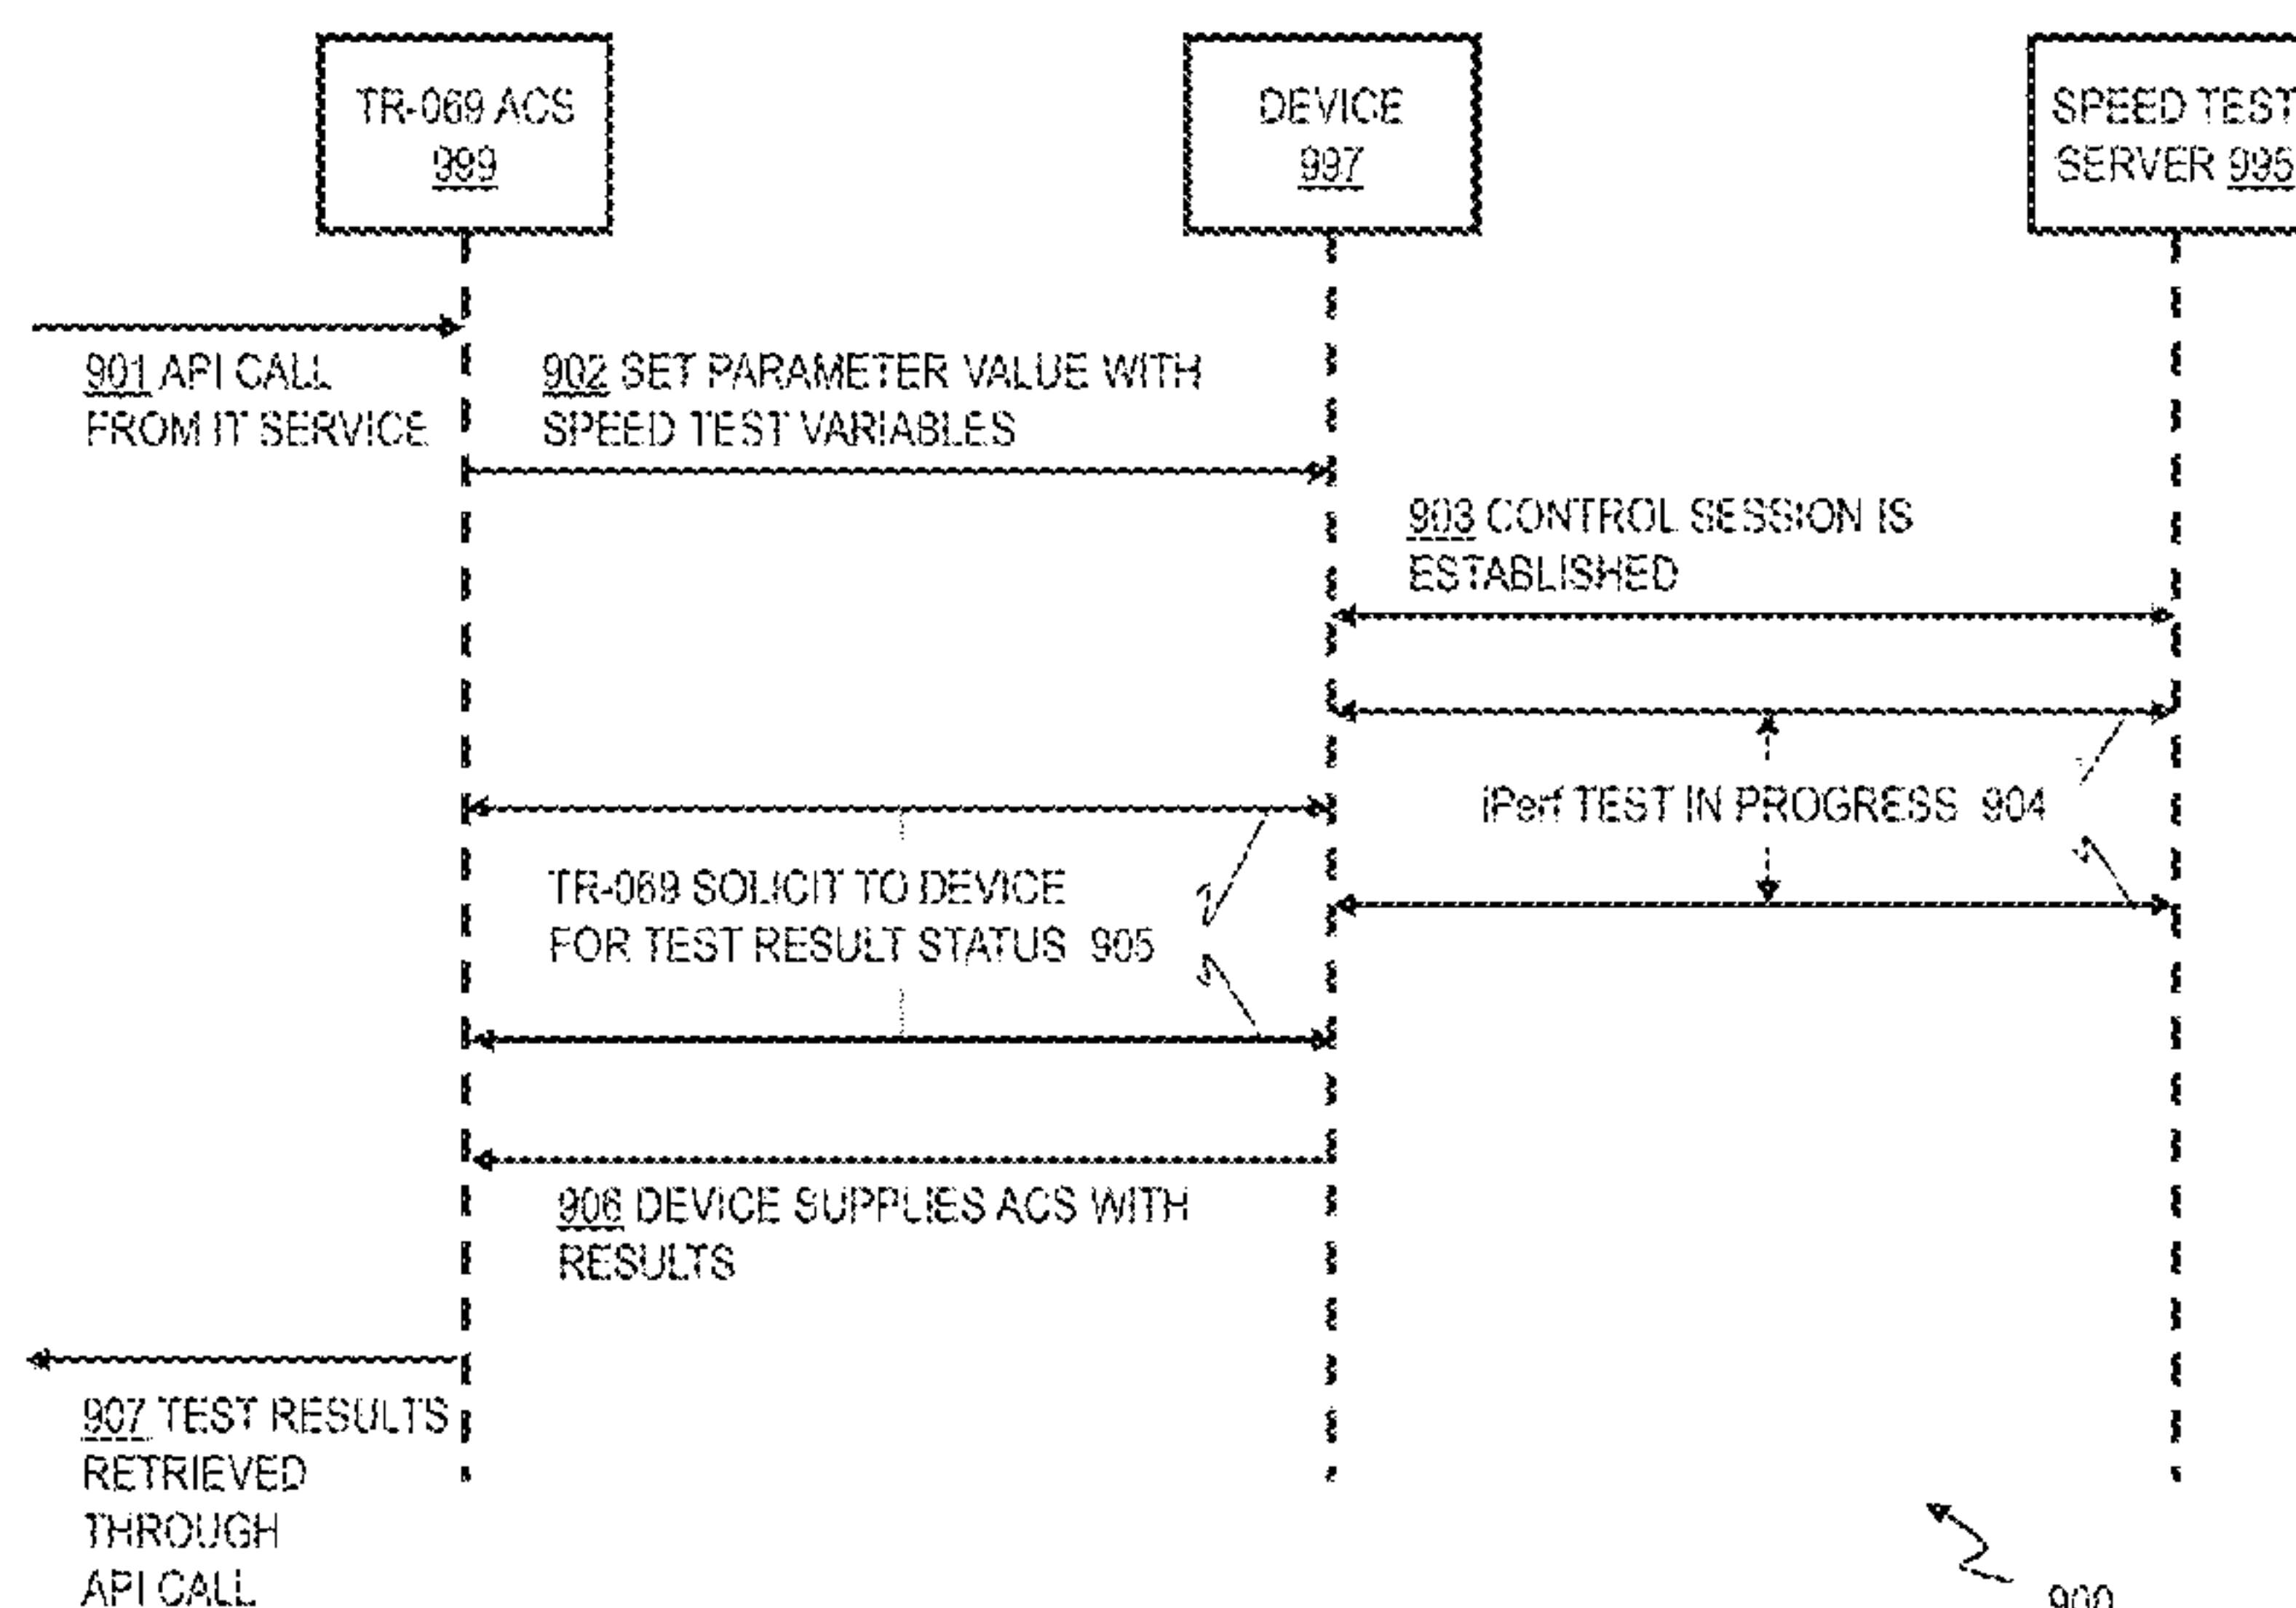 TR-069 ACS
999
DEVICE
997
SPEED TEST
SERVER 995
901 API CALL
FROM IT SERVICE
902 SET PARAMETER VALUE WITH
SPEED TEST VARIABLES
903 CONTROL SESSION IS
ESTABLISHED
iPerf TEST IN PROGRESS 904
TR-069 SOLICIT TO DEVICE
FOR TEST RESULT STATUS 905
906 DEVICE SUPPLIES ACS WITH
RESULTS
907 TEST RESULTS
RETRIEVED
THROUGH
API CALL
900